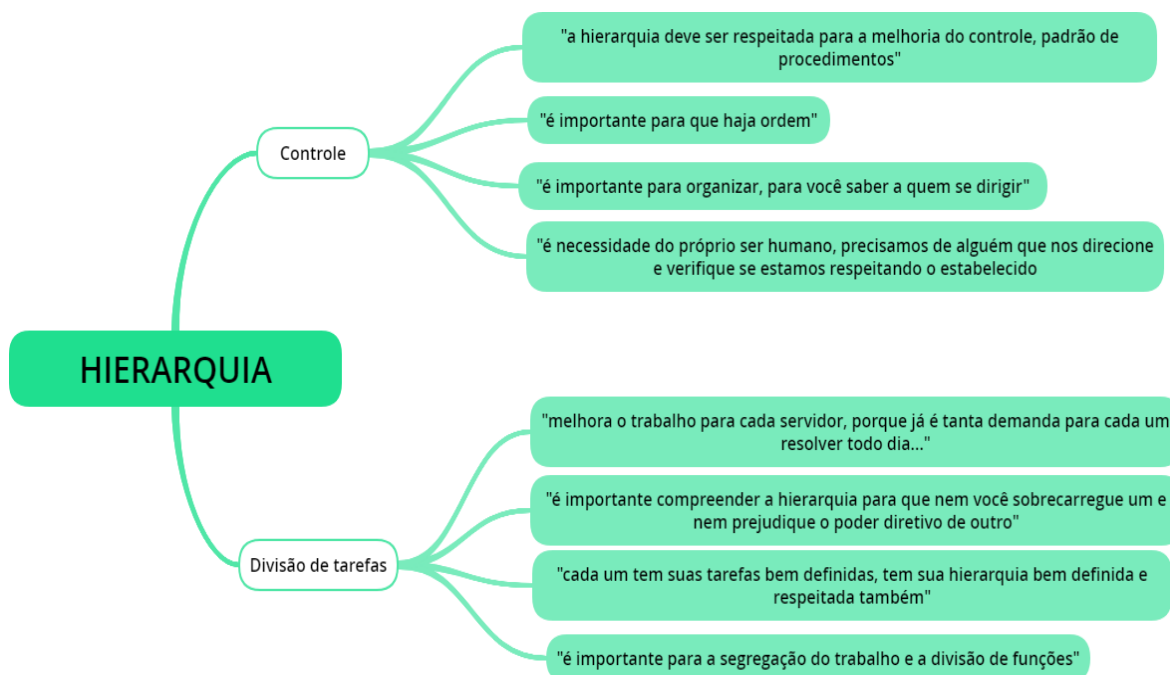 "a hierarquia deve ser respeitada para a melhoria do controle, padrão de
procedimentos"
"é importante para que haja ordem"
Controle
"é importante para organizar, para você saber a quem se dirigir"
"é necessidade do próprio ser humano, precisamos de alguém que nos direcione
e verifique se estamos respeitando o estabelecido
HIERARQUIA
"melhora o trabalho para cada servidor, porque já é tanta demanda para cada um
resolver todo dia..."
"é importante compreender a hierarquia para que nem você sobrecarregue um e
nem prejudique o poder diretivo de outro"
Divisão de tarefas
"cada um tem suas tarefas bem definidas, tem sua hierarquia bem definida e
respeitada também"
"é importante para a segregação do trabalho e a divisão de funções"